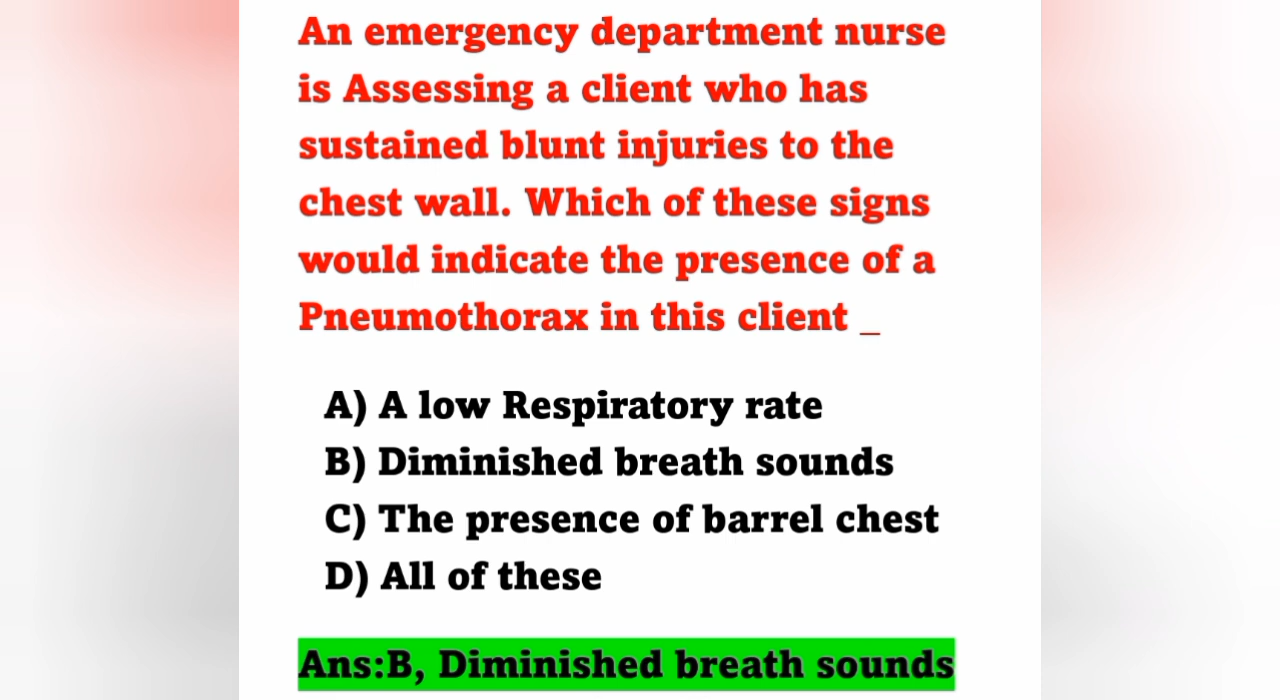 An emergency department nurse
is Assessing a client who has
sustained blunt injuries to the
chest wall. Which of these signs
would indicate the presence of a
Pneumothorax in this client _
A) A low Respiratory rate
B) Diminished breath sounds
C) The presence of barrel chest
D) All of these
Ans:B, Diminished breath sounds